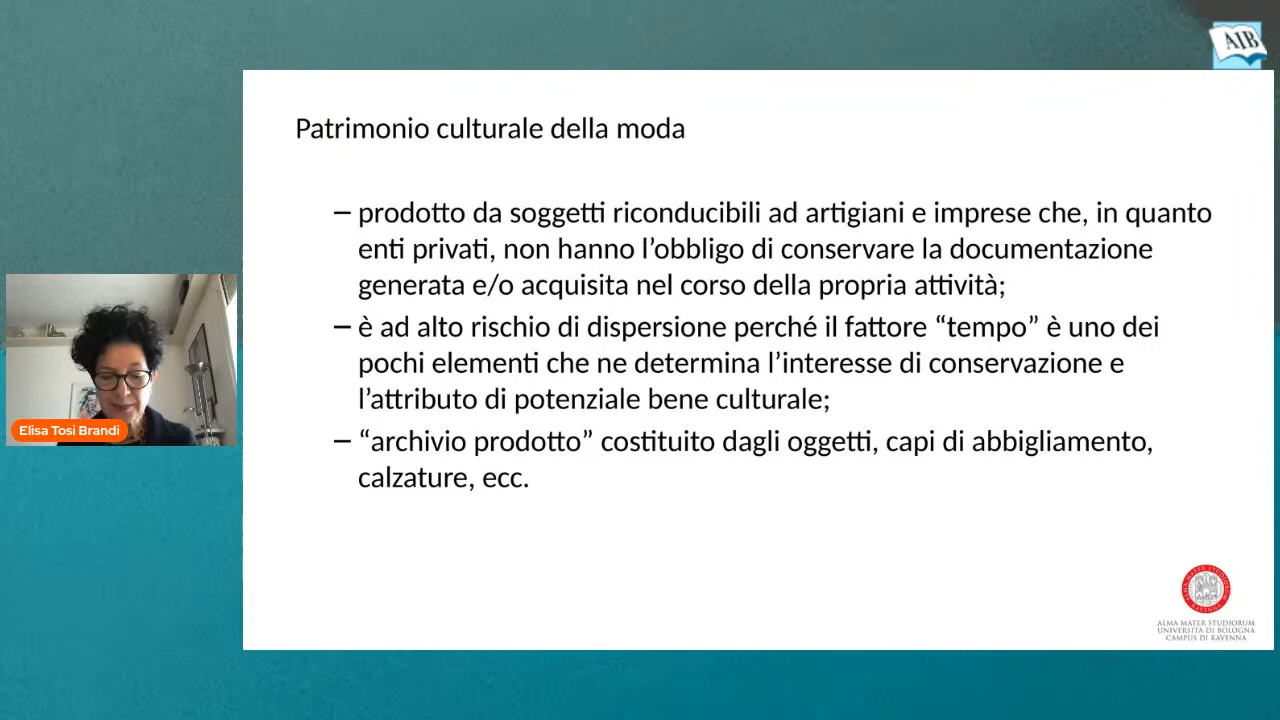 AIB
Patrimonio culturale della moda
– prodotto da soggetti riconducibili ad artigiani e imprese che, in quanto
enti privati, non hanno l’obbligo di conservare la documentazione
generata e/o acquisita nel corso della propria attività;
– è ad alto rischio di dispersione perché il fattore “tempo” è uno dei
pochi elementi che ne determina l’interesse di conservazione e
l’attributo di potenziale bene culturale;
– “archivio prodotto” costituito dagli oggetti, capi di abbigliamento,
calzature, ecc.
Elisa Tosi Brandi
ALMA MATER STUDIORUM
UNIVERSITÀ DI BOLOGNA
CAMPUS DI RAVENNA